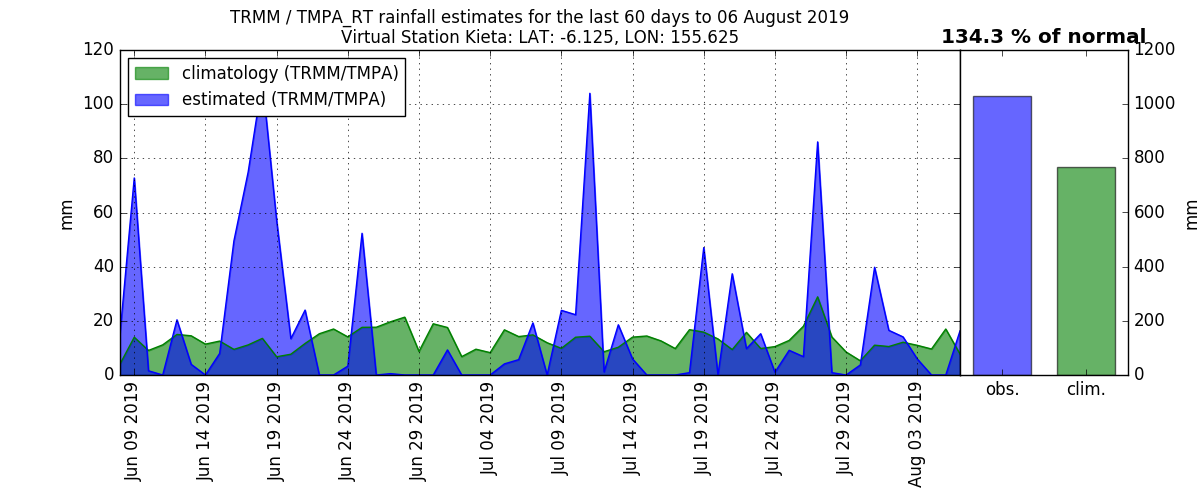 TRMM / TMPA_RT rainfall estimates for the last 60 days to 06 August 2019
Virtual Station Kieta: LAT: -6.125, LON: 155.625
134.3 % of normal
climatology (TRMM/TMPA)
estimated (TRMM/TMPA)
120
100
80
60
40
20
0
mm
Jun 09 2019
Jun 14 2019
Jun 19 2019
Jun 24 2019
Jun 29 2019
Jul 04 2019
Jul 09 2019
Jul 14 2019
Jul 19 2019
Jul 24 2019
Jul 29 2019
Aug 03 2019
1200
1000
800
600
400
200
0
mm
obs.
clim.